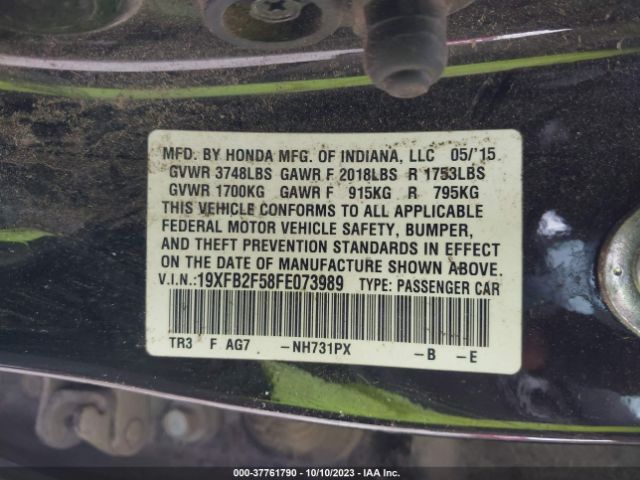 MFD. BY HONDA MFG. OF INDIANA, LLC 05/'15
GVWR 3748LBS GAWR F 2018LBS R 1753LBS
GVWR 1700KG GAWR F 915KG R 795KG
THIS VEHICLE CONFORMS TO ALL APPLICABLE
FEDERAL MOTOR VEHICLE SAFETY, BUMPER,
AND THEFT PREVENTION STANDARDS IN EFFECT
ON THE DATE OF MANUFACTURE SHOWN ABOVE.
V.I.N.:19XFB2F58FE073989 TYPE: PASSENGER CAR
TR3 F AG7 -NH731PX -B -E
000-37761790 - 10/10/2023 - IAA Inc.